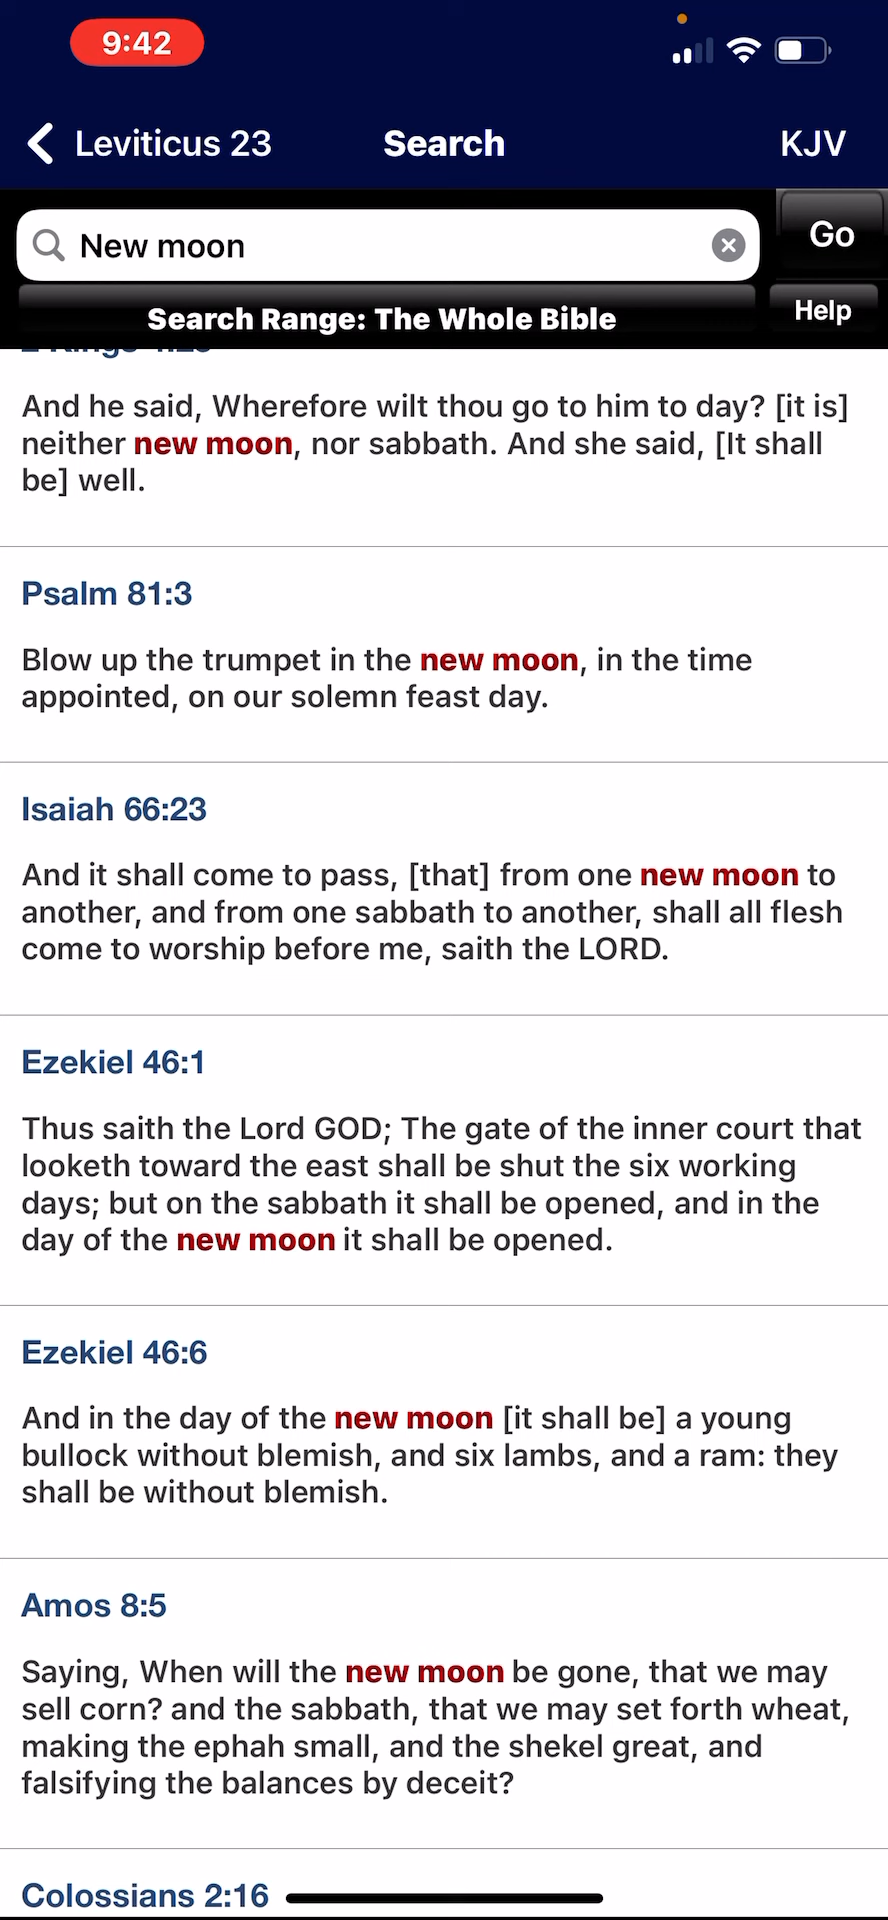 9:42
Leviticus 23
Search
KJV
New moon
Go
Search Range: The Whole Bible
Help
And he said, Wherefore wilt thou go to him to day? [it is]
neither new moon, nor sabbath. And she said, [It shall
be] well.
Psalm 81:3
Blow up the trumpet in the new moon, in the time
appointed, on our solemn feast day.
Isaiah 66:23
And it shall come to pass, [that] from one new moon to
another, and from one sabbath to another, shall all flesh
come to worship before me, saith the LORD.
Ezekiel 46:1
Thus saith the Lord GOD; The gate of the inner court that
looketh toward the east shall be shut the six working
days; but on the sabbath it shall be opened, and in the
day of the new moon it shall be opened.
Ezekiel 46:6
And in the day of the new moon [it shall be] a young
bullock without blemish, and six lambs, and a ram: they
shall be without blemish.
Amos 8:5
Saying, When will the new moon be gone, that we may
sell corn? and the sabbath, that we may set forth wheat,
making the ephah small, and the shekel great, and
falsifying the balances by deceit?
Colossians 2:16